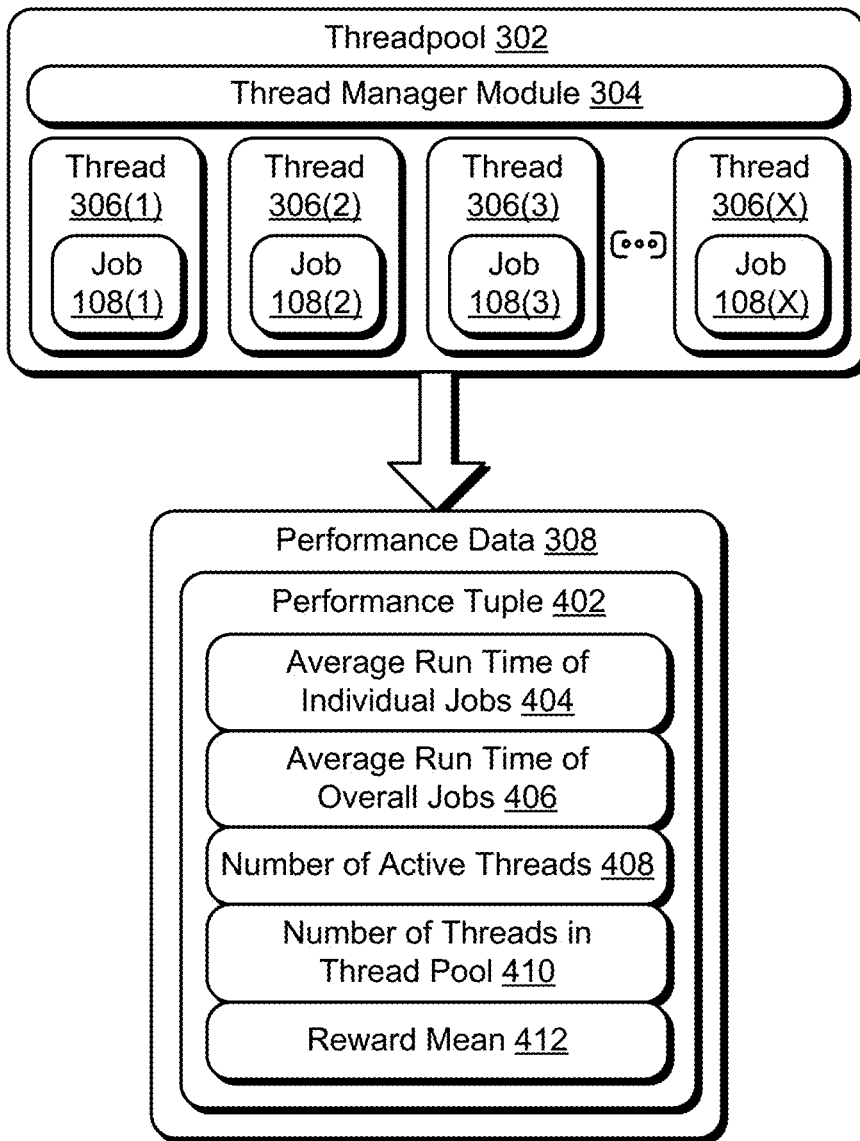 Threadpool 302
Thread Manager Module 304
Thread
306(1)
Job
108(1)
Thread
306(2)
Job
108(2)
Thread
306(3)
Job
108(3)
Thread
306(X)
Job
108(X)
Performance Data 308
Performance Tuple 402
Average Run Time of
Individual Jobs 404
Average Run Time of
Overall Jobs 406
Number of Active Threads 408
Number of Threads in
Thread Pool 410
Reward Mean 412